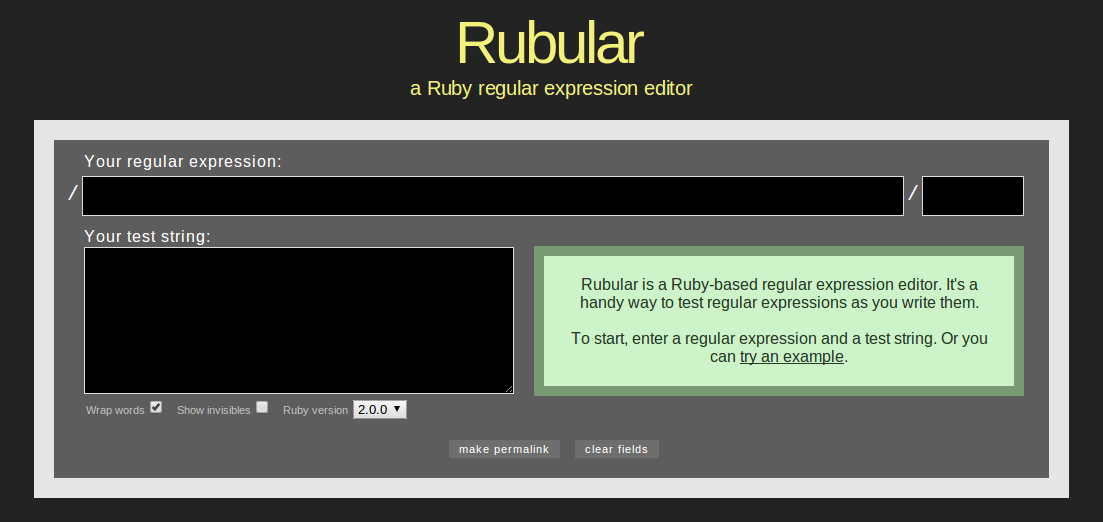 Rubular
a Ruby regular expression editor
Your regular expression:
/ /
Your test string:
Rubular is a Ruby-based regular expression editor. It's a
handy way to test regular expressions as you write them.
To start, enter a regular expression and a test string. Or you
can try an example.
Wrap words Show invisibles Ruby version 2.0.0
make permalink clear fields